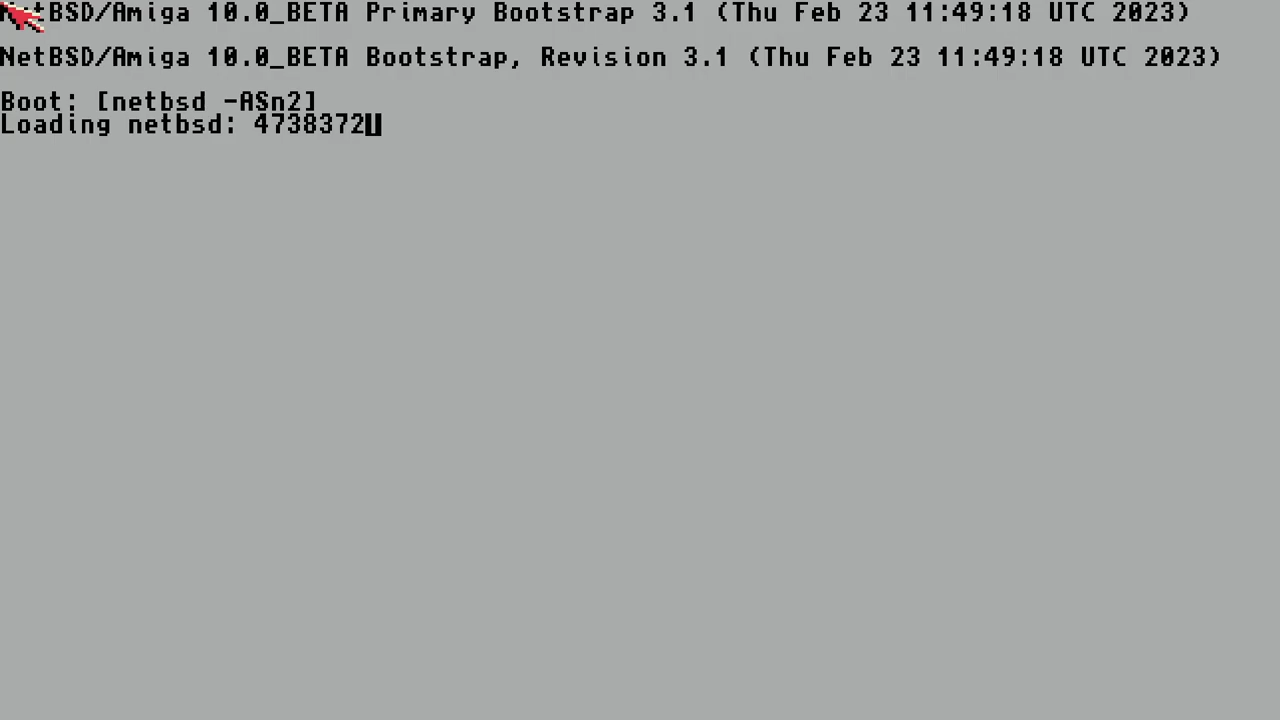 NetBSD/Amiga 10.0_BETA Primary Bootstrap 3.1 (Thu Feb 23 11:49:18 UTC 2023)
NetBSD/Amiga 10.0_BETA Bootstrap, Revision 3.1 (Thu Feb 23 11:49:18 UTC 2023)
Boot: [netbsd -ASn2]
Loading netbsd: 4738372